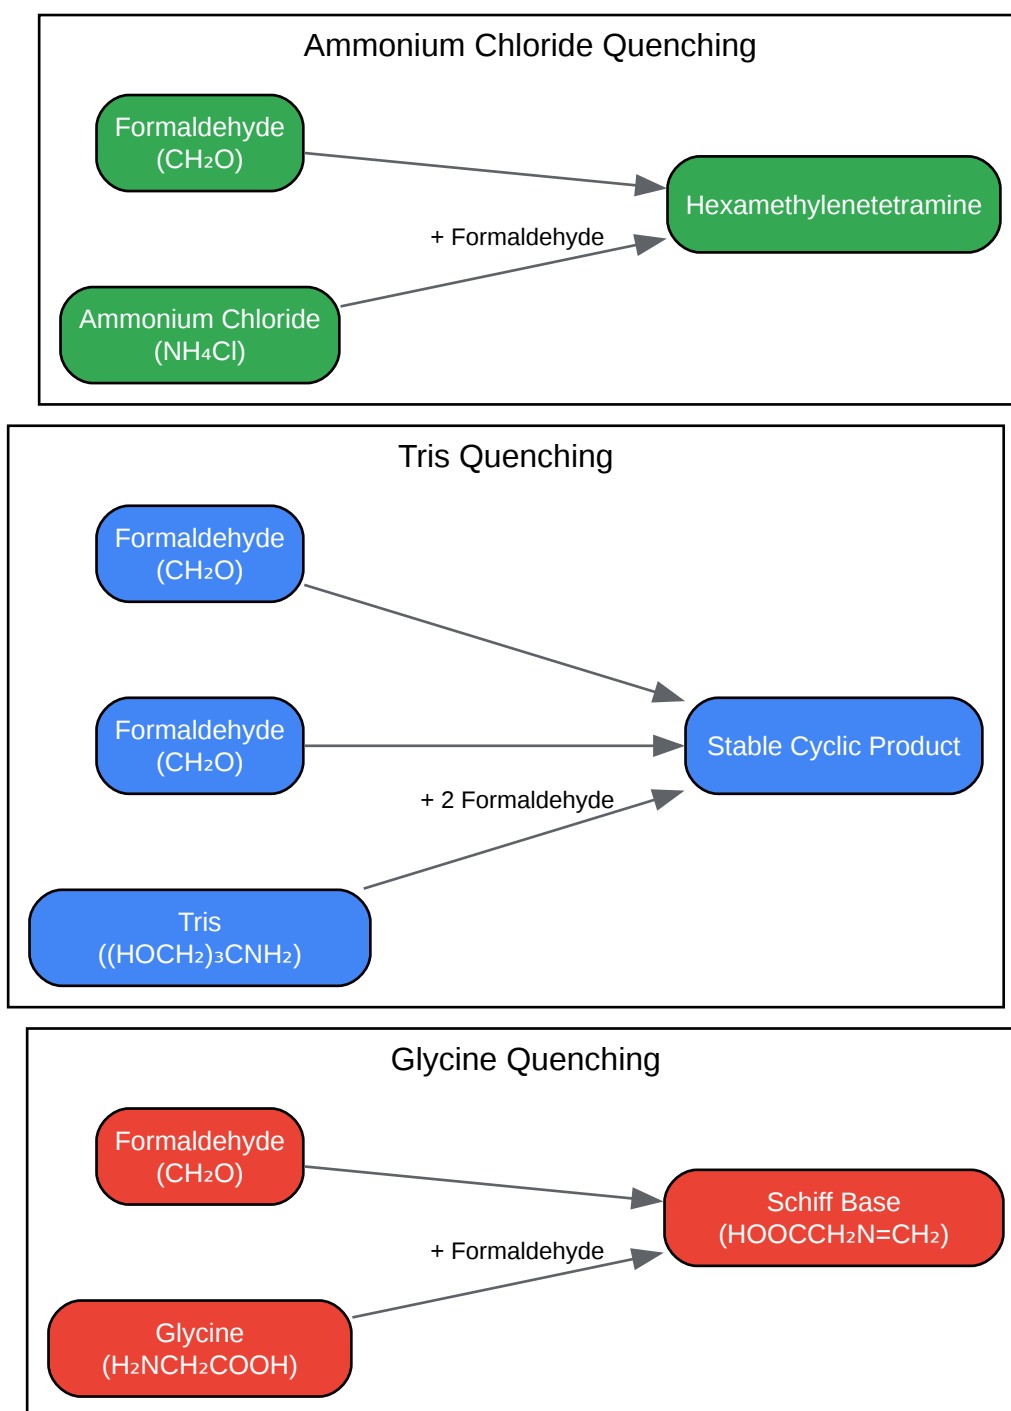 Ammonium Chloride Quenching
Formaldehyde
(CH₂O)
Hexamethylenetetramine
+ Formaldehyde
Ammonium Chloride
(NH₄Cl)
Tris Quenching
Formaldehyde
(CH₂O)
Formaldehyde
(CH₂O)
Stable Cyclic Product
+ 2 Formaldehyde
Tris
((HOCH₂)₃CNH₂)
Glycine Quenching
Formaldehyde
(CH₂O)
Schiff Base
(HOOCCH₂N=CH₂)
+ Formaldehyde
Glycine
(H₂NCH₂COOH)